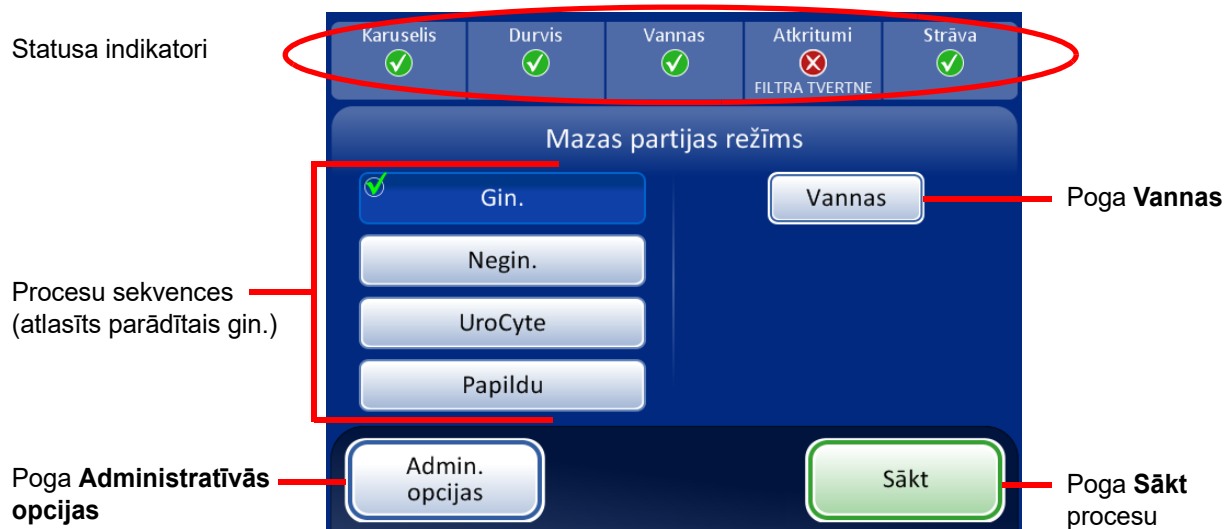 Statusa indikatori
Karuselis
Durvis
Vannas
Atkritumi
Strāva
FILTRA TVERTNE
Mazas partijas režīms
Gin.
Vannas
Poga Vannas
Negin.
Procesu sekvences
(atlasīts parādītais gin.)
UroCyte
Papildu
Poga Administratīvās
opcijas
Admin.
opcijas
Sākt
Poga Sākt
procesu